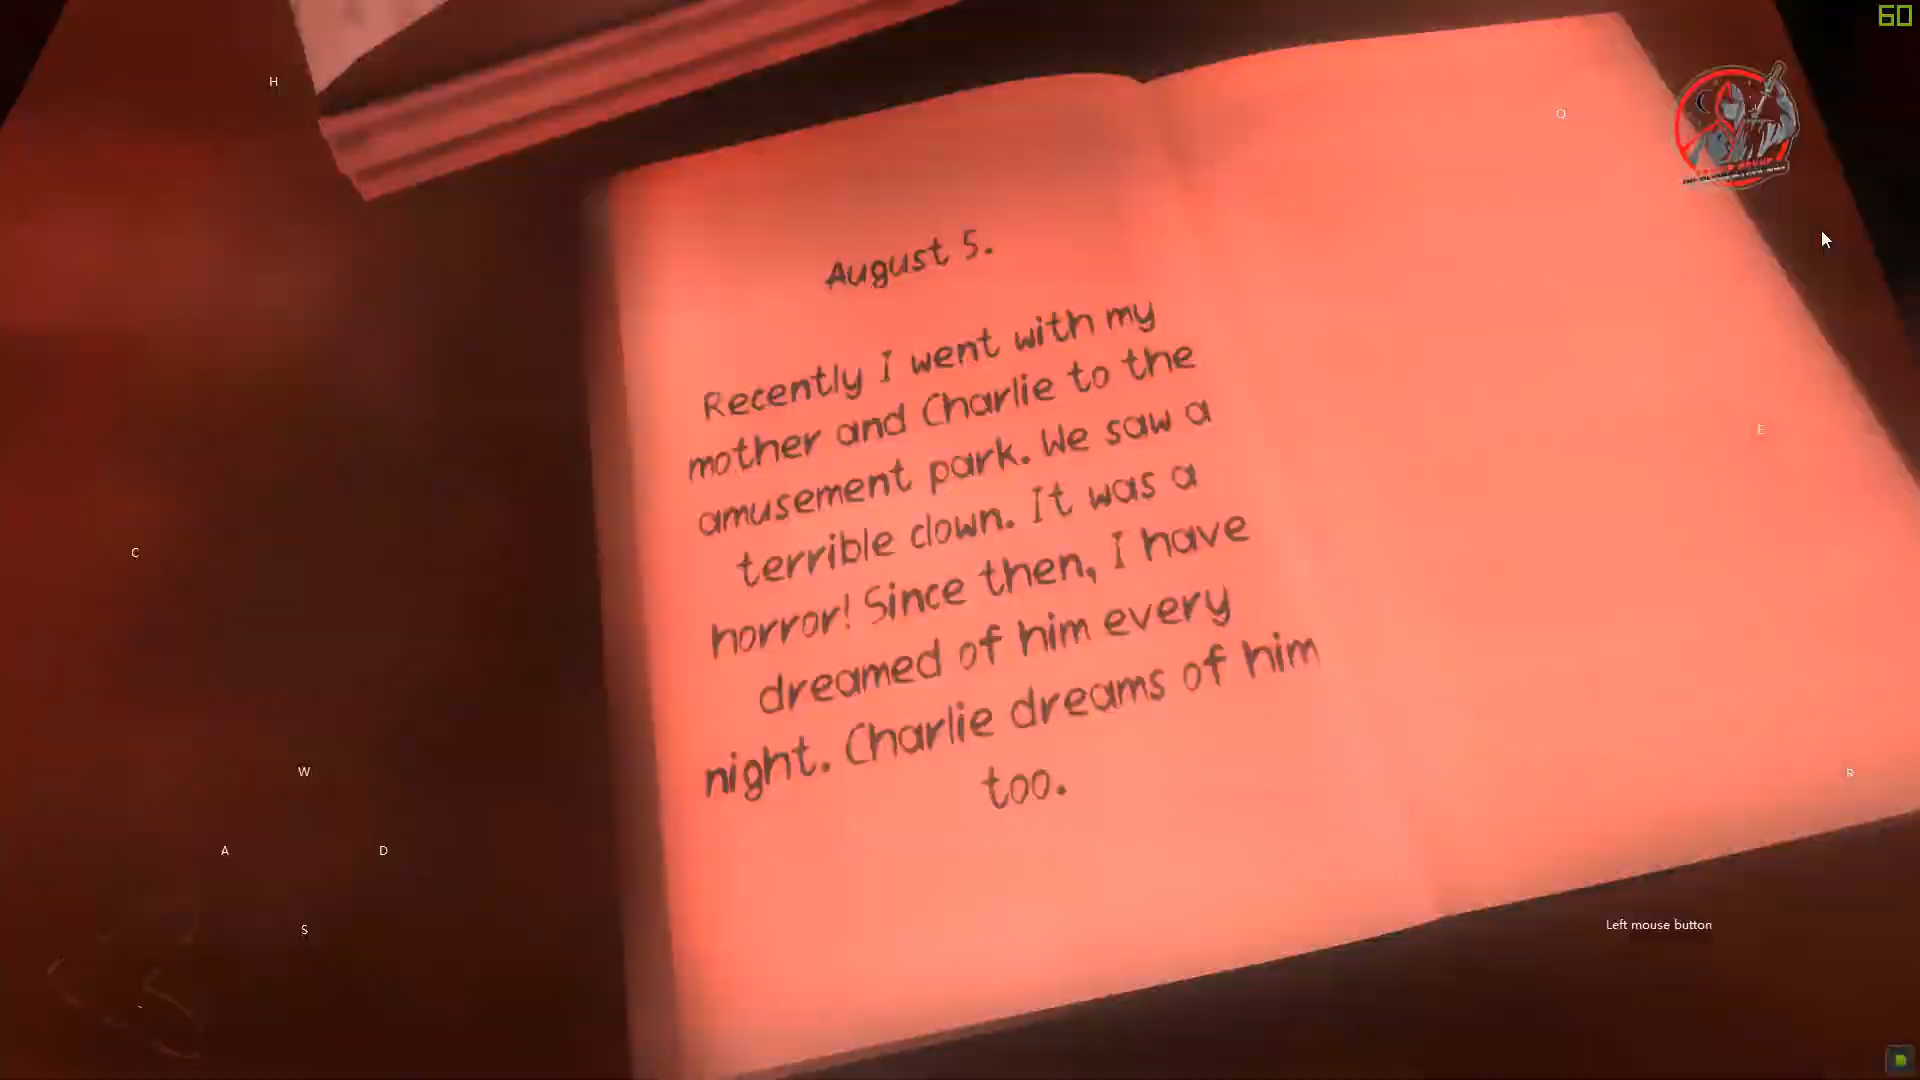 60
H
Q
August 5.
Recently I went with my
mother and Charlie to the
amusement park. We saw a
terrible clown. It was a
horror! Since then, I have
dreamed of him every
night. Charlie dreams of him
too.
E
C
W
R
A
D
S
Left mouse button
~